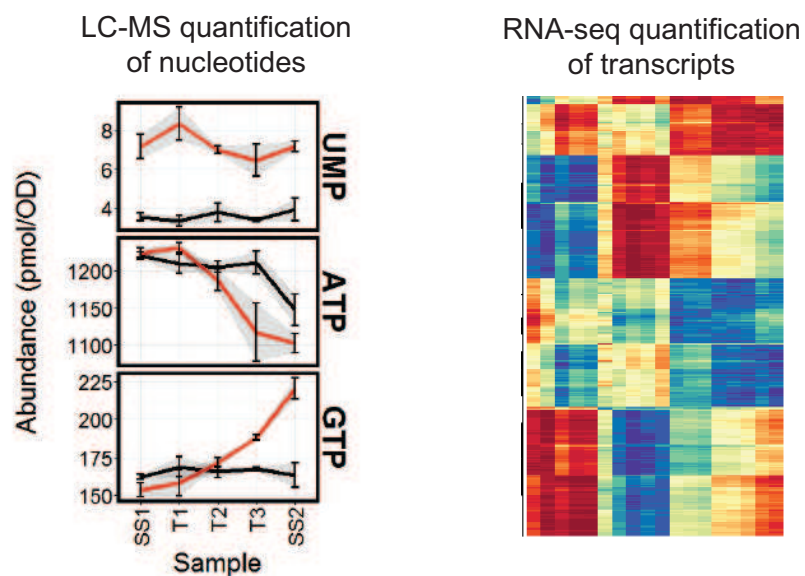 LC-MS quantification
of nucleotides
RNA-seq quantification
of transcripts
Abundance (pmol/OD)
8
6
4
UMP
1200
1150
1100
ATP
225
200
175
150
GTP
SS1
T1
T2
T3
SS2
Sample